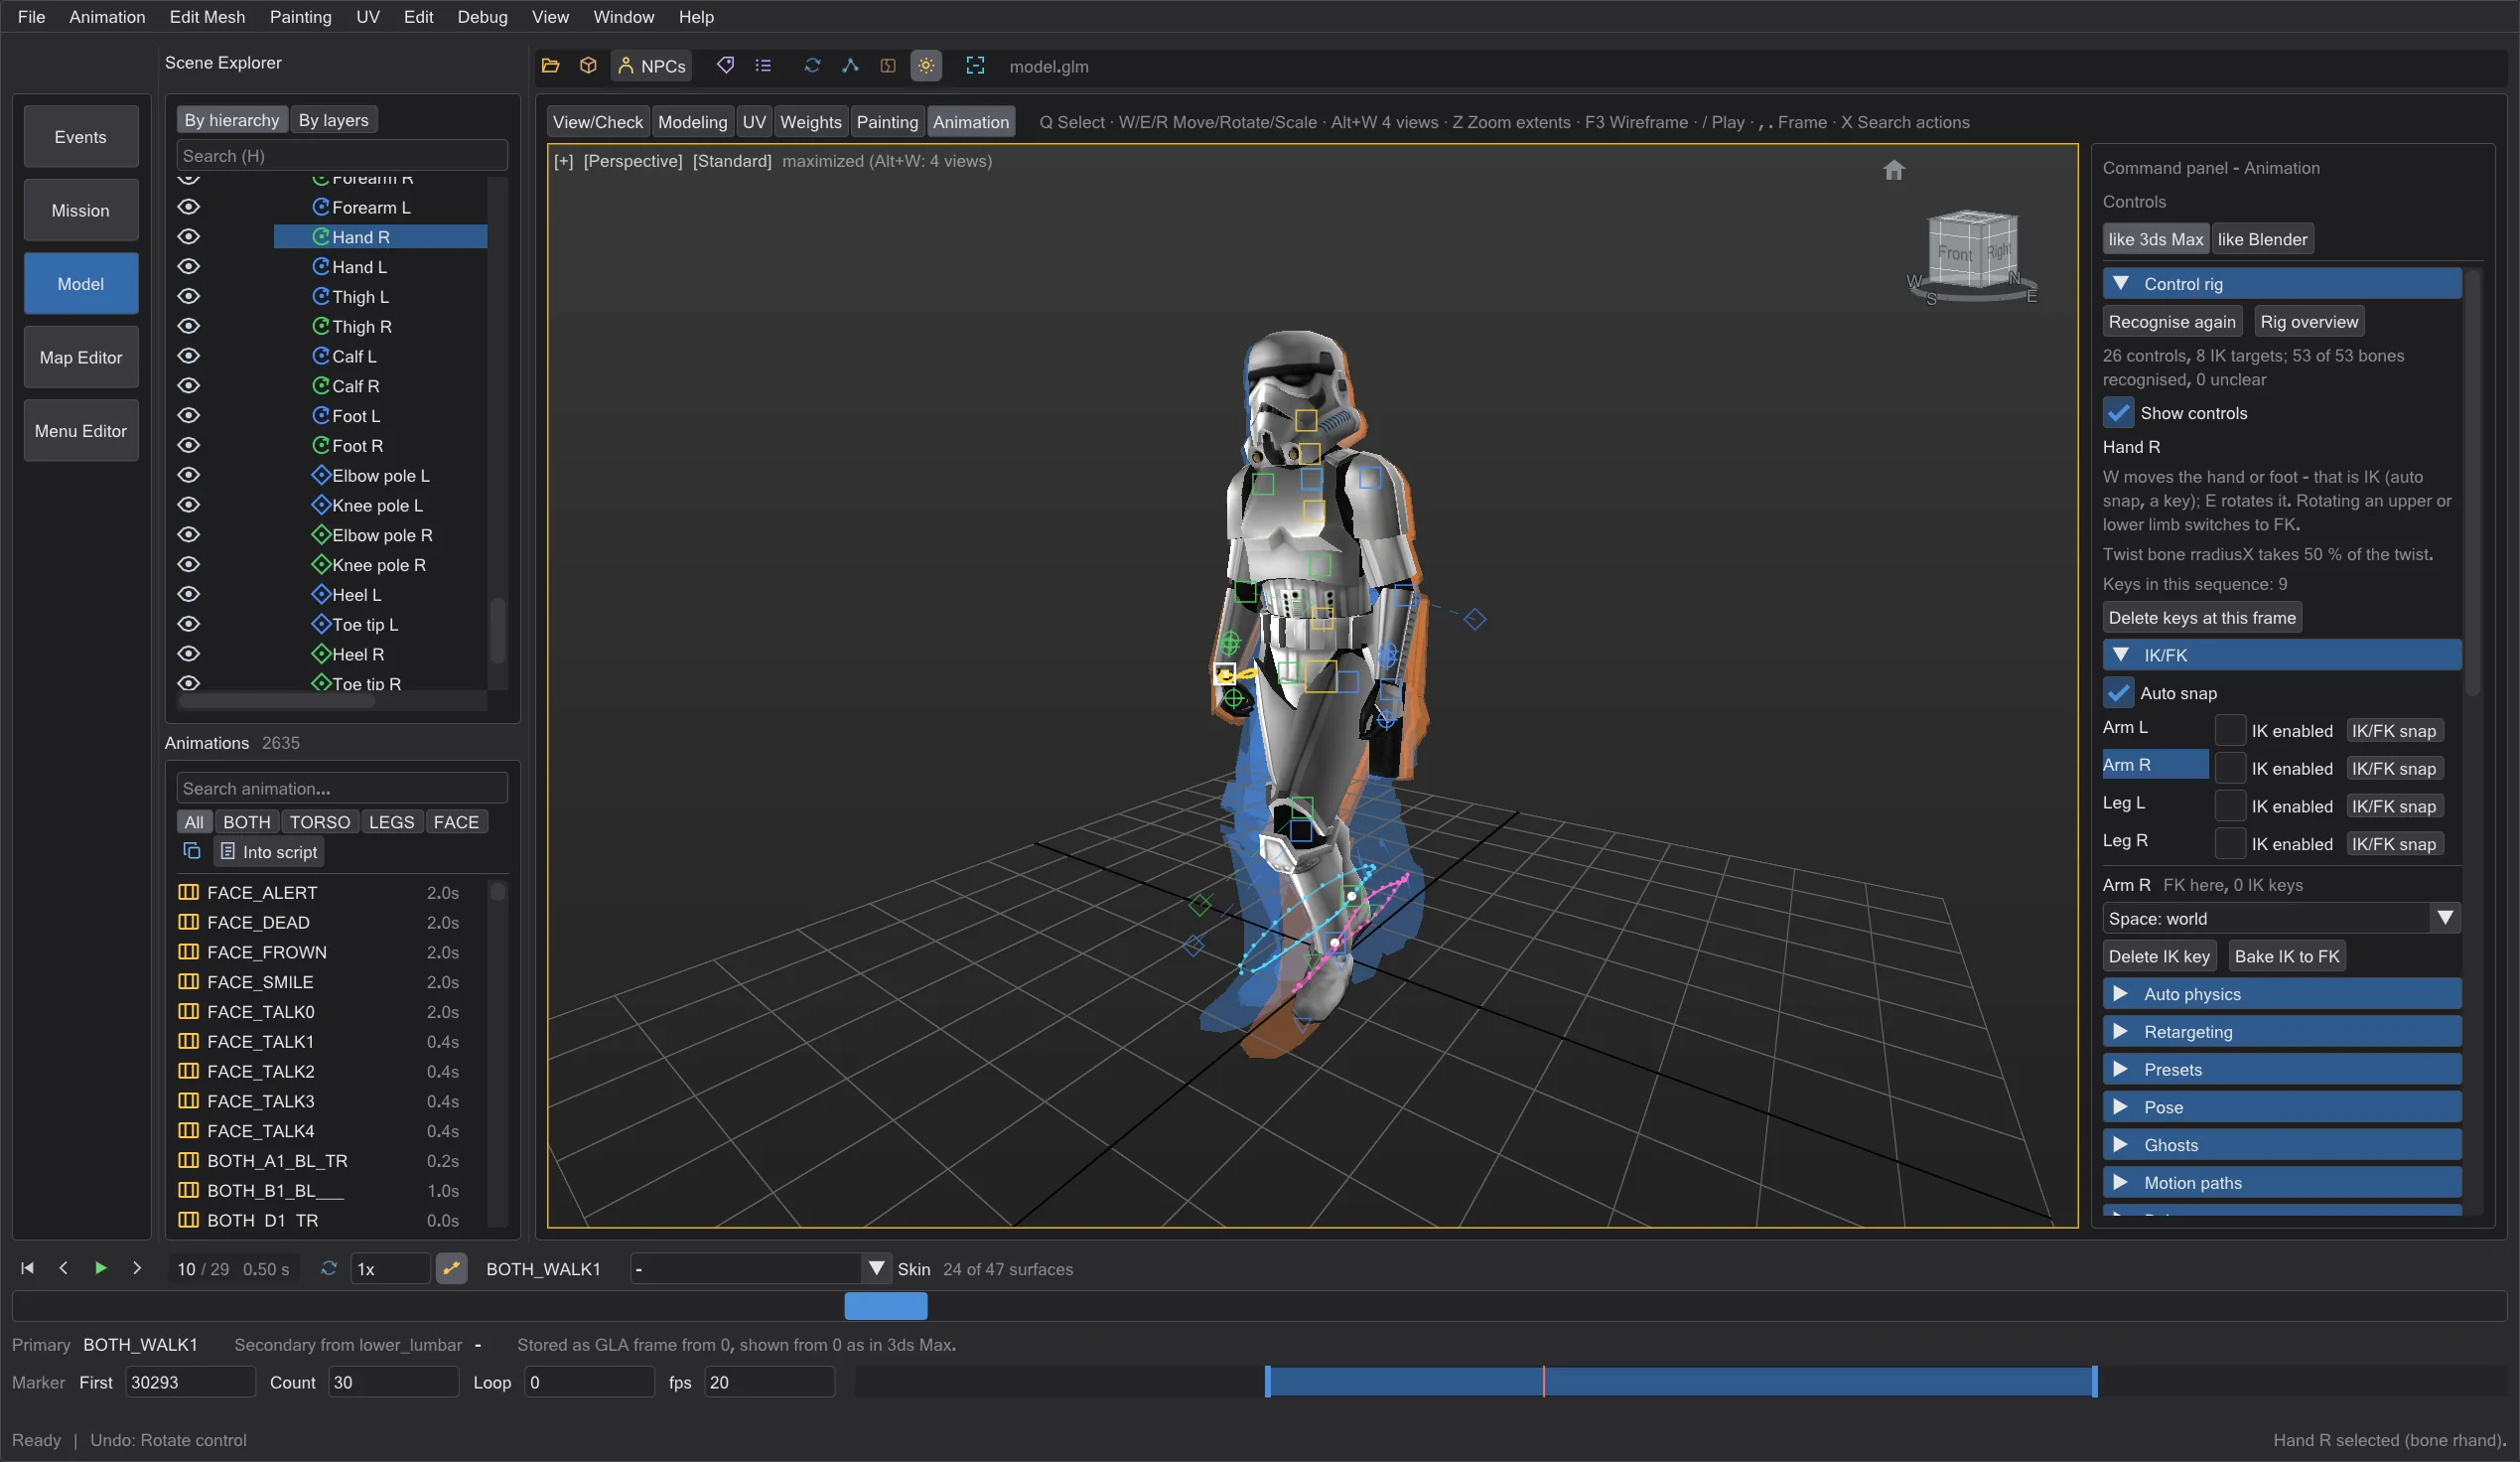 File Animation Edit Mesh Painting UV Edit Debug View Window Help
Scene Explorer
NPCs
model.glm
Events
Mission
Model
Map Editor
Menu Editor
By hierarchy By layers
Search (H)
Forearm R
Forearm L
Hand R
Hand L
Thigh L
Thigh R
Calf L
Calf R
Foot L
Foot R
Elbow pole L
Knee pole L
Elbow pole R
Knee pole R
Heel L
Toe tip L
Heel R
Toe tip R
Animations 2635
Search animation...
All BOTH TORSO LEGS FACE
Into script
FACE_ALERT 2.0s
FACE_DEAD 2.0s
FACE_FROWN 2.0s
FACE_SMILE 2.0s
FACE_TALK0 2.0s
FACE_TALK1 0.4s
FACE_TALK2 0.4s
FACE_TALK3 0.4s
FACE_TALK4 0.4s
BOTH_A1_BL_TR 0.2s
BOTH_B1_BL___ 1.0s
BOTH_D1_TR 0.0s
View/Check Modeling UV Weights Painting Animation Q Select · W/E/R Move/Rotate/Scale · Alt+W 4 views · Z Zoom extents · F3 Wireframe · / Play · , . Frame · X Search actions
[+] [Perspective] [Standard] maximized (Alt+W: 4 views)
Front Right
W S N E
Command panel - Animation
Controls
like 3ds Max like Blender
Control rig
Recognise again Rig overview
26 controls, 8 IK targets; 53 of 53 bones
recognised, 0 unclear
Show controls
Hand R
W moves the hand or foot - that is IK (auto
snap, a key); E rotates it. Rotating an upper or
lower limb switches to FK.
Twist bone rradiusX takes 50 % of the twist.
Keys in this sequence: 9
Delete keys at this frame
IK/FK
Auto snap
Arm L IK enabled IK/FK snap
Arm R IK enabled IK/FK snap
Leg L IK enabled IK/FK snap
Leg R IK enabled IK/FK snap
Arm R FK here, 0 IK keys
Space: world
Delete IK key Bake IK to FK
Auto physics
Retargeting
Presets
Pose
Ghosts
Motion paths
10 / 29 0.50 s 1x BOTH_WALK1 - Skin 24 of 47 surfaces
Primary BOTH_WALK1 Secondary from lower_lumbar - Stored as GLA frame from 0, shown from 0 as in 3ds Max.
Marker First 30293 Count 30 Loop 0 fps 20
Ready | Undo: Rotate control
Hand R selected (bone rhand).